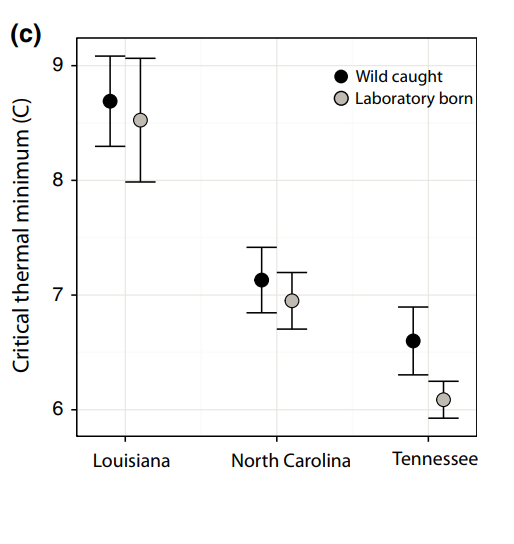 (c)
Critical thermal minimum (C)
9
8
7
6
Wild caught
Laboratory born
Louisiana
North Carolina
Tennessee